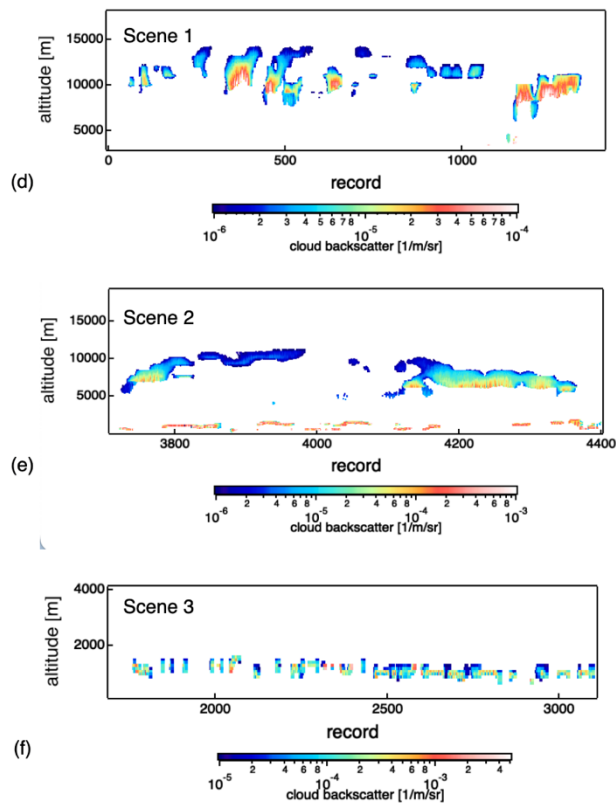 Scene 1
altitude [m]
15000
10000
5000
0 500 1000
record
(d)
10^-6 2 3 4 5 6 7 8 10^-5 2 3 4 5 6 7 8 10^-4
cloud backscatter [1/m/sr]
Scene 2
altitude [m]
15000
10000
5000
3800 4000 4200 4400
record
(e)
10^-6 2 4 6 8 10^-5 2 4 6 8 10^-4 2 4 6 8 10^-3
cloud backscatter [1/m/sr]
Scene 3
altitude [m]
4000
2000
2000 2500 3000
record
(f)
10^-5 2 4 6 8 10^-4 2 4 6 8 10^-3 2 4
cloud backscatter [1/m/sr]